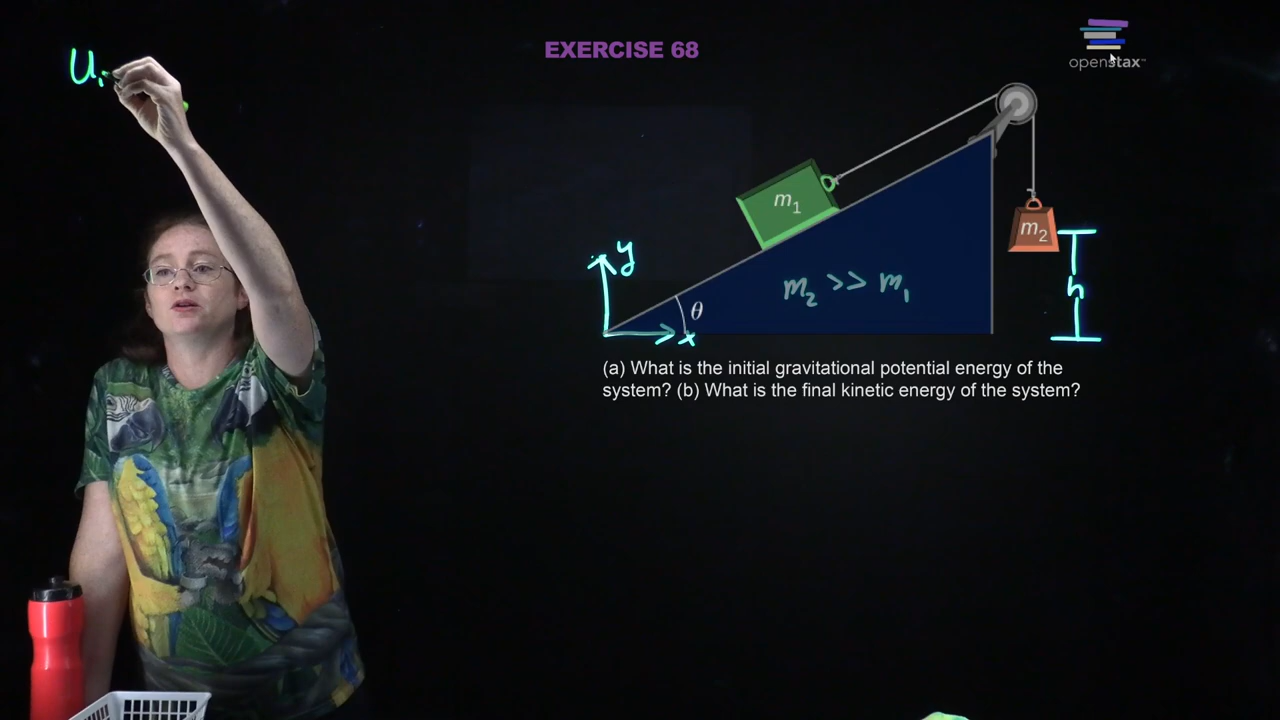 EXERCISE 68
openstax
Ui
m1
m2
y
h
m2 >> m1
θ
x
(a) What is the initial gravitational potential energy of the
system? (b) What is the final kinetic energy of the system?